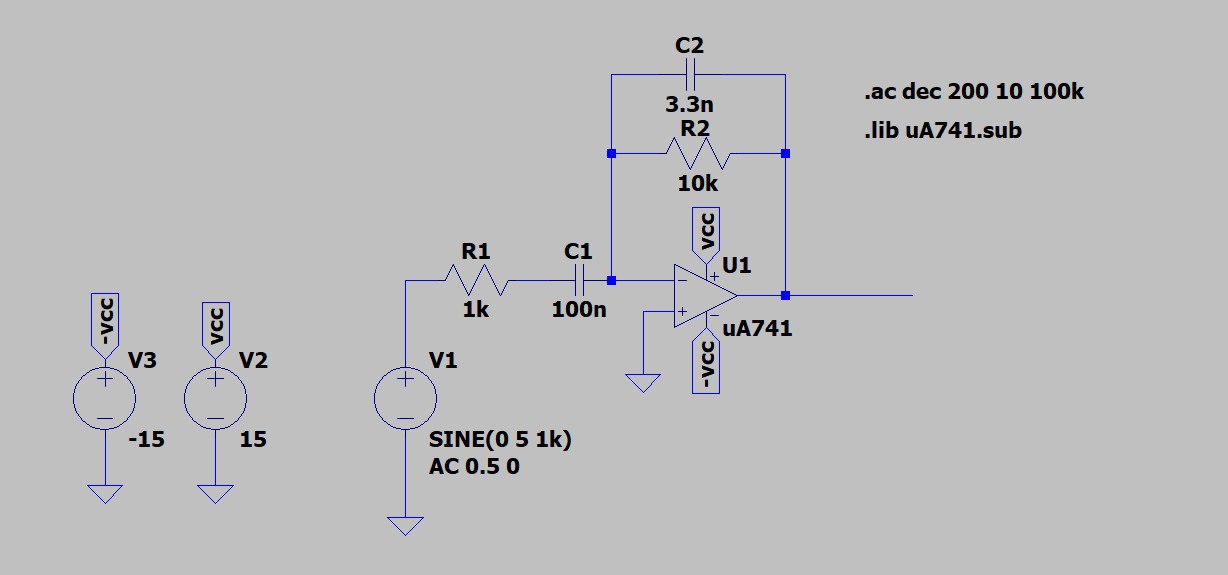 C2
3.3n
R2
10k
.ac dec 200 10 100k
.lib uA741.sub
R1
1k
C1
100n
vcc
U1
uA741
-vcc
-vcc
V3
-15
vcc
V2
15
V1
SINE(0 5 1k)
AC 0.5 0